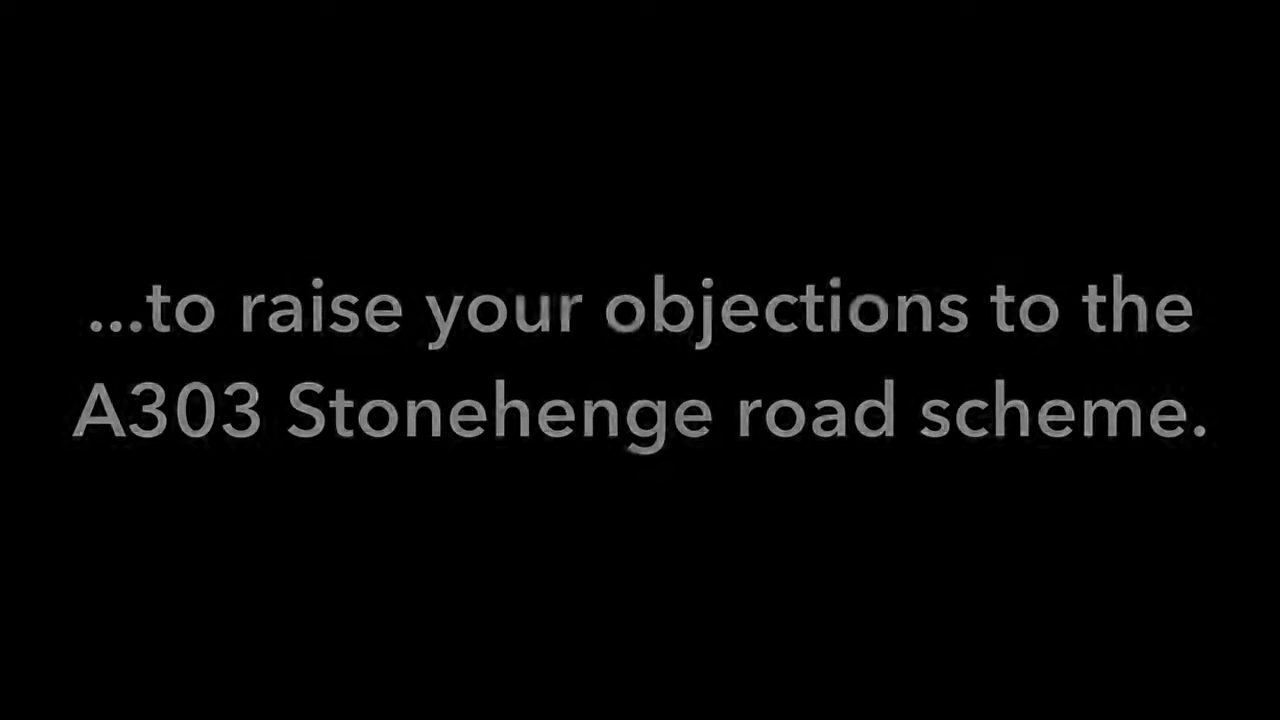 ...to raise your objections to the
A303 Stonehenge road scheme.